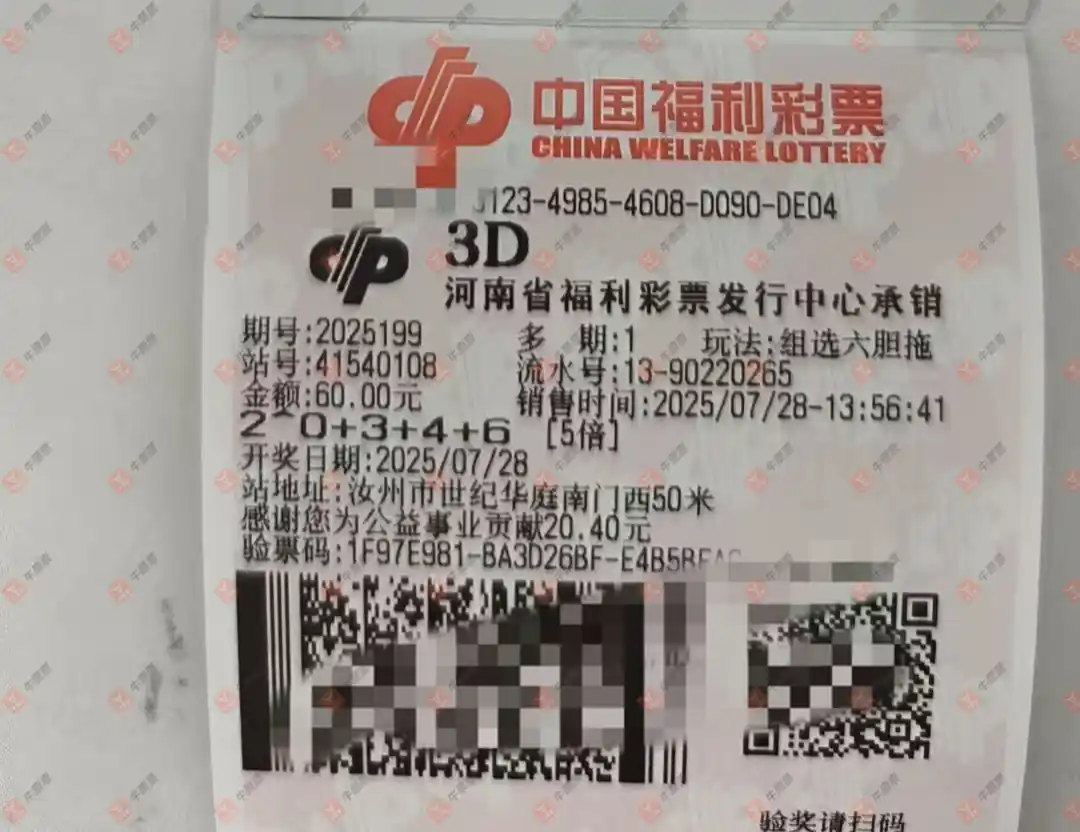 中国福利彩票
CHINA WELFARE LOTTERY
123-4985-4608-D090-DE04
3D
河南省福利彩票发行中心承销
期号:2025199 多 期:1 玩法:组选六胆拖
站号:41540108 流水号:13-90220265
金额:60.00元 销售时间:2025/07/28-13:56:41
2~0+3+4+6 [5倍]
开奖日期:2025/07/28
站地址:汝州市世纪华庭南门西50米
感谢您为公益事业贡献20.40元
验票码:1F97E981-BA3D26BF-E4B5BFA
验奖请扫码